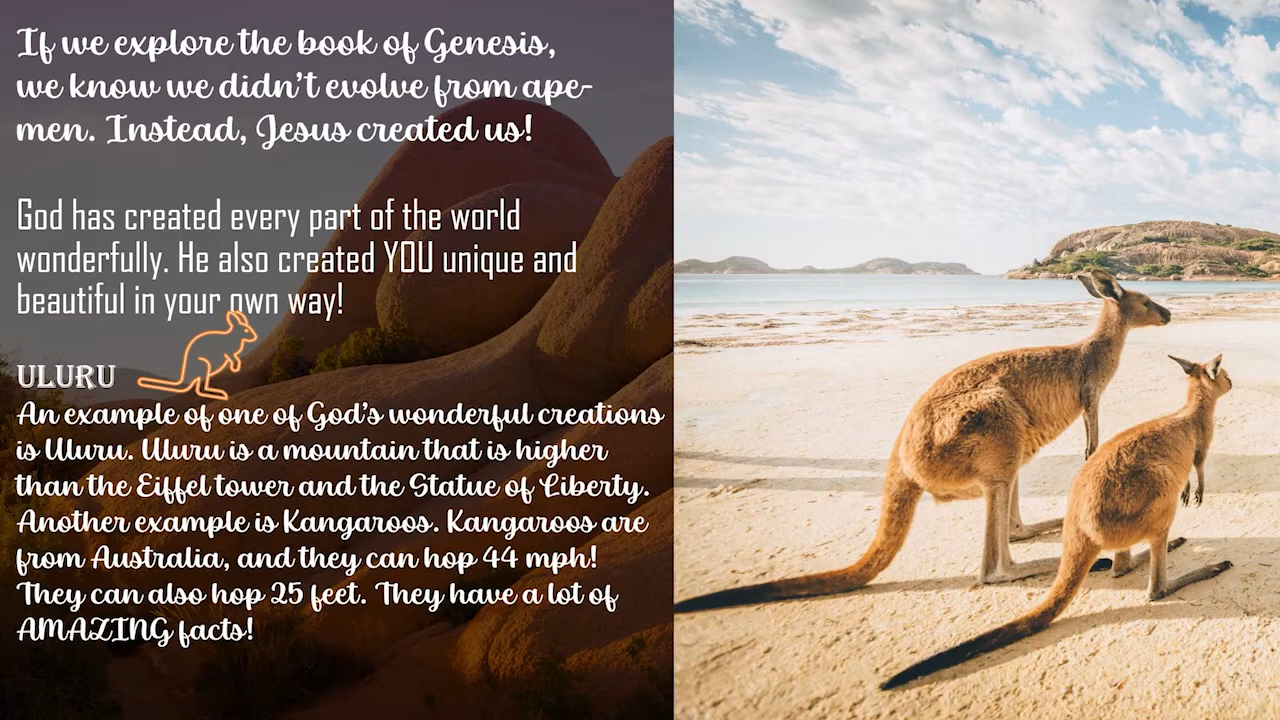 If we explore the book of Genesis,
we know we didn't evolve from ape-
men. Instead, Jesus created us!
God has created every part of the world
wonderfully. He also created YOU unique and
beautiful in your own way!
ULURU
An example of one of God's wonderful creations
is Uluru. Uluru is a mountain that is higher
than the Eiffel tower and the Statue of Liberty.
Another example is Kangaroos. Kangaroos are
from Australia, and they can hop 44 mph!
They can also hop 25 feet. They have a lot of
AMAZING facts!